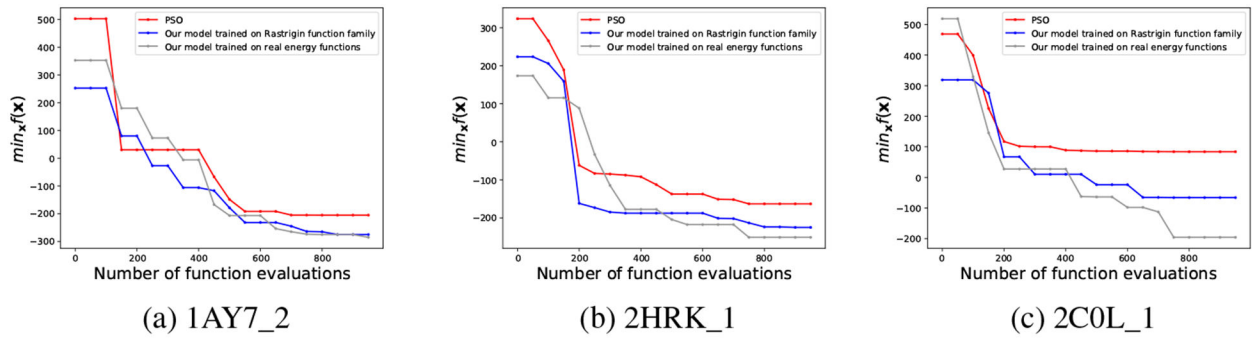 PSO
Our model trained on Rastrigin function family
Our model trained on real energy functions
500
400
300
200
100
0
−100
−200
−300
min_x f(x)
0 200 400 600 800
Number of function evaluations
(a) 1AY7_2
PSO
Our model trained on Rastrigin function family
Our model trained on real energy functions
300
200
100
0
−100
−200
min_x f(x)
0 200 400 600 800
Number of function evaluations
(b) 2HRK_1
PSO
Our model trained on Rastrigin function family
Our model trained on real energy functions
500
400
300
200
100
0
−100
−200
min_x f(x)
0 200 400 600 800
Number of function evaluations
(c) 2C0L_1